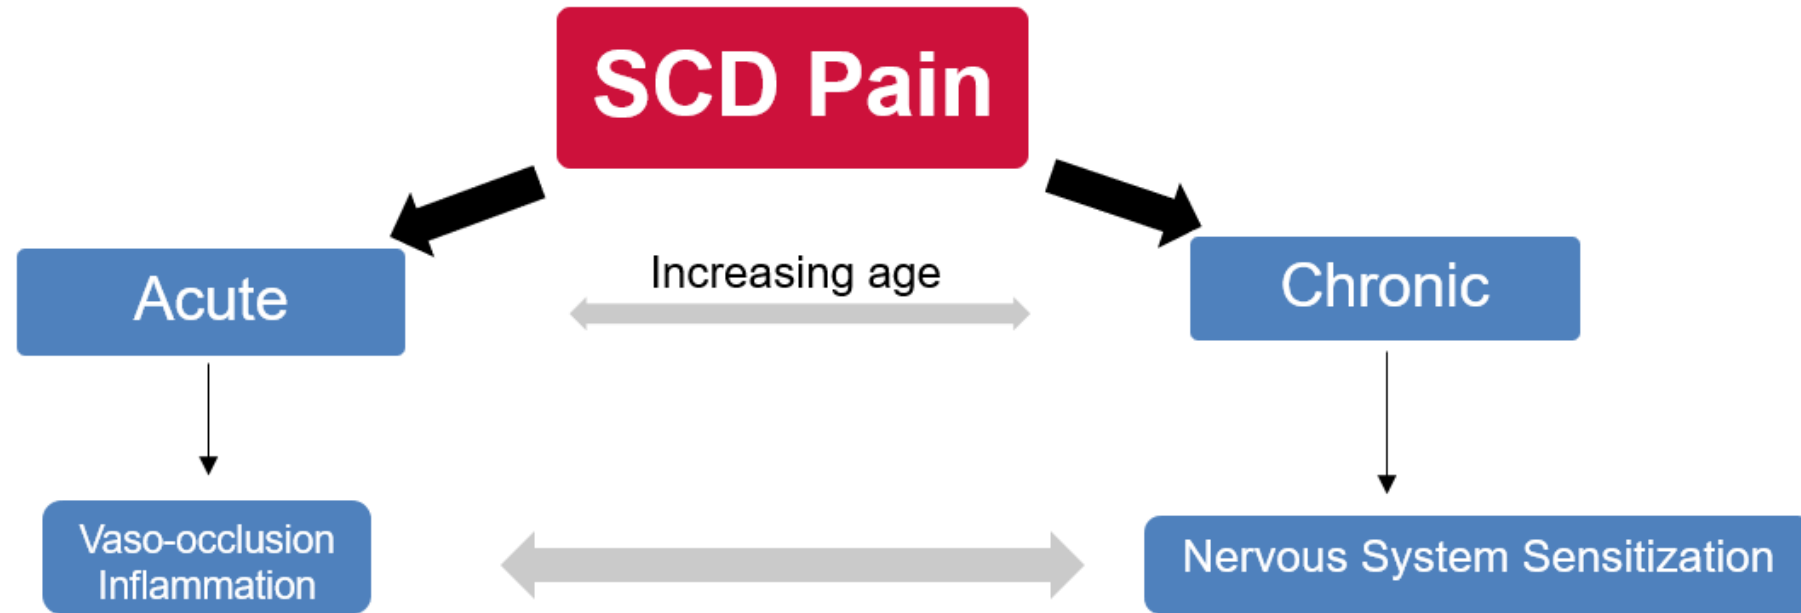 SCD Pain
Increasing age
Acute
Chronic
Vaso-occlusion
Inflammation
Nervous System Sensitization